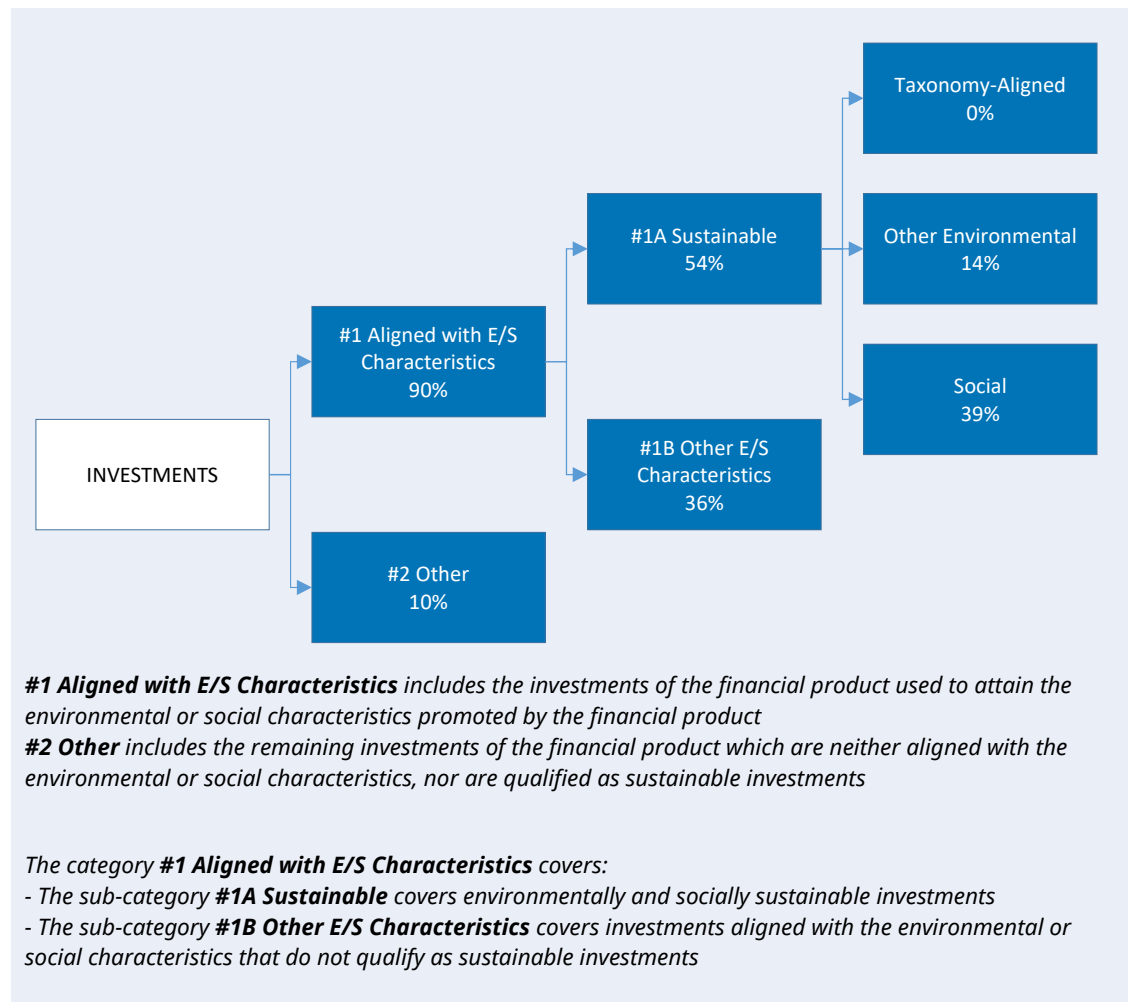 Taxonomy-Aligned
0%
#1A Sustainable
54%
Other Environmental
14%
#1 Aligned with E/S
Characteristics
90%
Social
39%
INVESTMENTS
#1B Other E/S
Characteristics
36%
#2 Other
10%
#1 Aligned with E/S Characteristics includes the investments of the financial product used to attain the
environmental or social characteristics promoted by the financial product
#2 Other includes the remaining investments of the financial product which are neither aligned with the
environmental or social characteristics, nor are qualified as sustainable investments
The category #1 Aligned with E/S Characteristics covers:
- The sub-category #1A Sustainable covers environmentally and socially sustainable investments
- The sub-category #1B Other E/S Characteristics covers investments aligned with the environmental or
social characteristics that do not qualify as sustainable investments